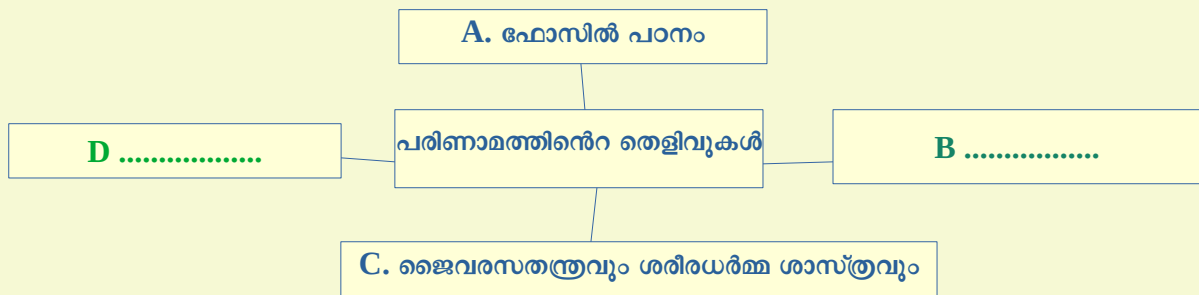 A. ഫോസിൽ പഠനം
D ..................
പരിണാമത്തിൻെറ തെളിവുകൾ
B .................
C. ജൈവരസതന്ത്രവും ശരീരധർമ്മ ശാസ്ത്രവും